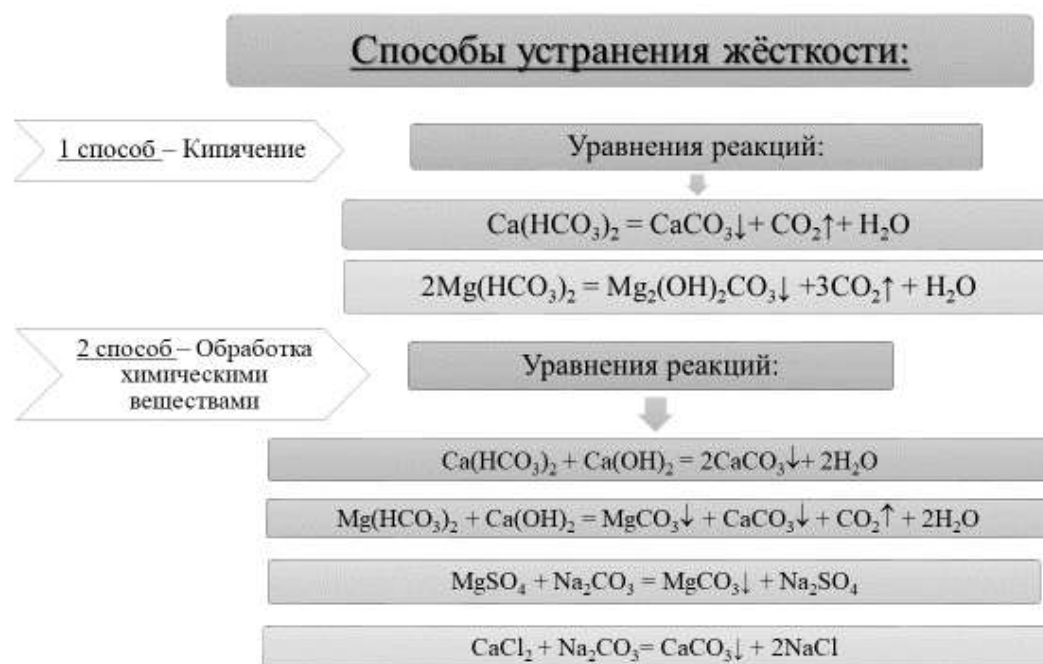 Способы устранения жёсткости:
1 способ – Кипячение
Уравнения реакций:
Ca(HCO₃)₂ = CaCO₃↓+ CO₂↑+ H₂O
2Mg(HCO₃)₂ = Mg₂(OH)₂CO₃↓ +3CO₂↑ + H₂O
2 способ – Обработка
химическими
веществами
Уравнения реакций:
Ca(HCO₃)₂ + Ca(OH)₂ = 2CaCO₃↓+ 2H₂O
Mg(HCO₃)₂ + Ca(OH)₂ = MgCO₃↓ + CaCO₃↓ + CO₂↑ + 2H₂O
MgSO₄ + Na₂CO₃ = MgCO₃↓ + Na₂SO₄
CaCl₂ + Na₂CO₃= CaCO₃↓ + 2NaCl